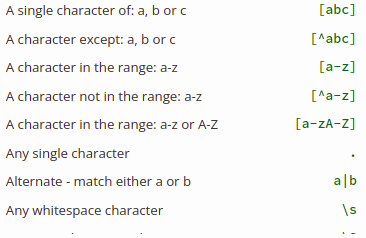 A single character of: a, b or c [abc]
A character except: a, b or c [^abc]
A character in the range: a-z [a-z]
A character not in the range: a-z [^a-z]
A character in the range: a-z or A-Z [a-zA-Z]
Any single character .
Alternate - match either a or b a|b
Any whitespace character \s